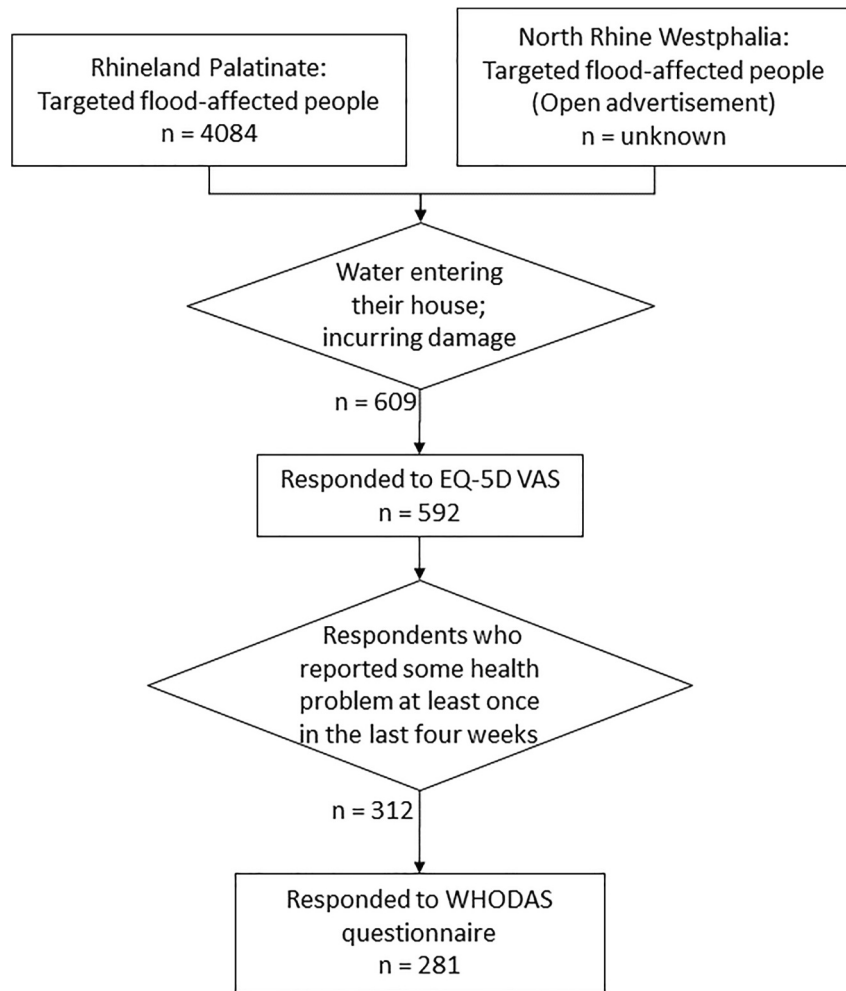 Rhineland Palatinate:
Targeted flood-affected people
n = 4084
North Rhine Westphalia:
Targeted flood-affected people
(Open advertisement)
n = unknown
Water entering
their house;
incurring damage
n = 609
Responded to EQ-5D VAS
n = 592
Respondents who
reported some health
problem at least once
in the last four weeks
n = 312
Responded to WHODAS
questionnaire
n = 281